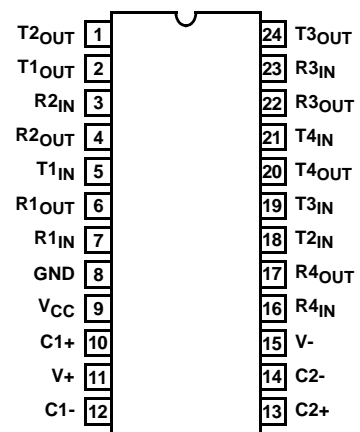 T2OUT 1 24 T3OUT
T1OUT 2 23 R3IN
R2IN 3 22 R3OUT
R2OUT 4 21 T4IN
T1IN 5 20 T4OUT
R1OUT 6 19 T3IN
R1IN 7 18 T2IN
GND 8 17 R4OUT
VCC 9 16 R4IN
C1+ 10 15 V-
V+ 11 14 C2-
C1- 12 13 C2+